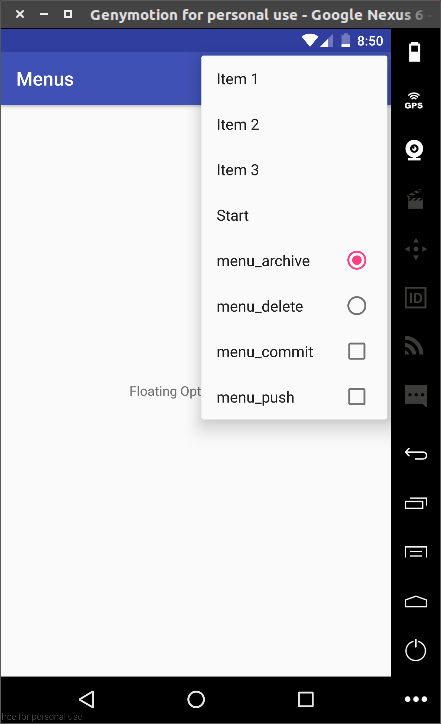 Genymotion for personal use - Google Nexus 6 -
8:50
Menus
Item 1
Item 2
Item 3
Start
menu_archive
menu_delete
menu_commit
menu_push
Floating Opt
GPS
ID
free for personal use